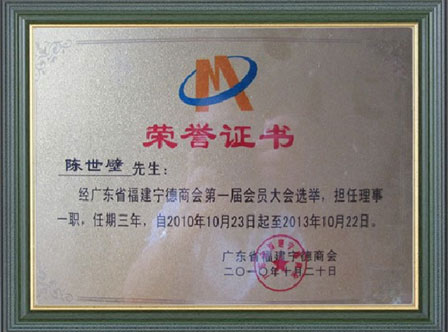 荣誉证书
陈世壁 先生：
经广东省福建宁德商会第一届会员大会选举，担任理事
一职，任期三年，自2010年10月23日起至2013年10月22日。
广东省福建宁德商会
二〇一〇年十月二十日